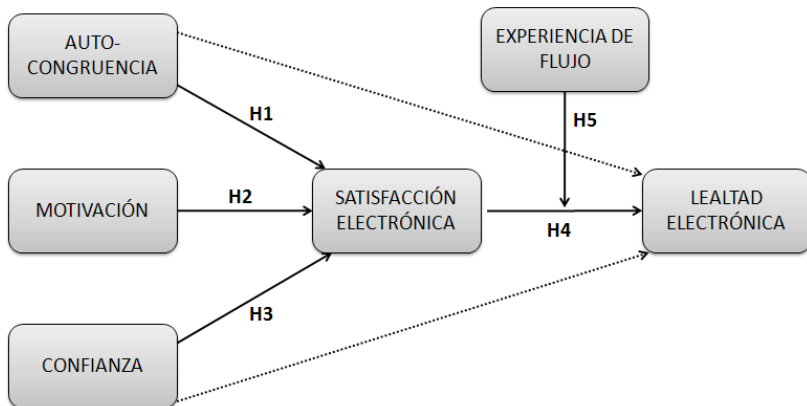 AUTO-
CONGRUENCIA
EXPERIENCIA DE
FLUJO
H1
H5
MOTIVACIÓN
H2
SATISFACCIÓN
ELECTRÓNICA
H4
LEALTAD
ELECTRÓNICA
H3
CONFIANZA